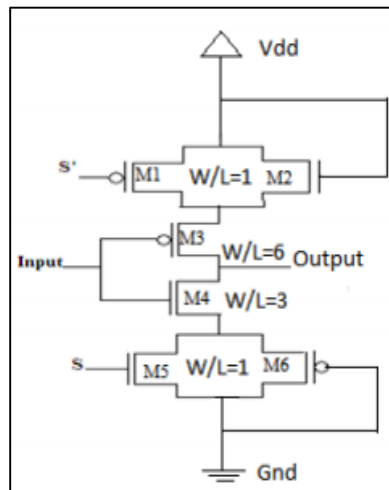 Vdd
S'
M1
W/L=1
M2
M3
W/L=6
Input
Output
M4
W/L=3
S
M5
W/L=1
M6
Gnd